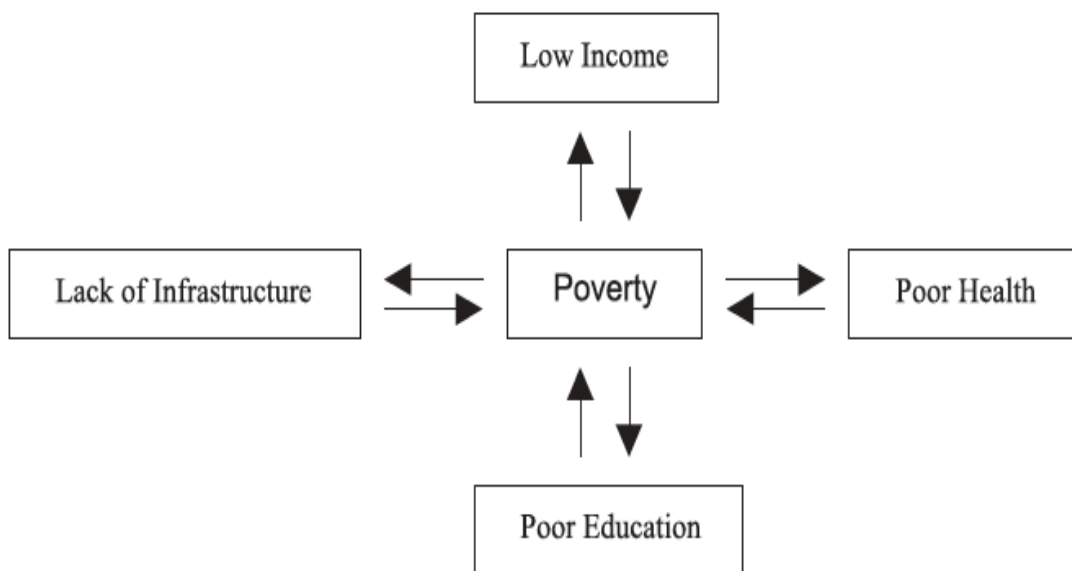 Low Income
Lack of Infrastructure
Poverty
Poor Health
Poor Education